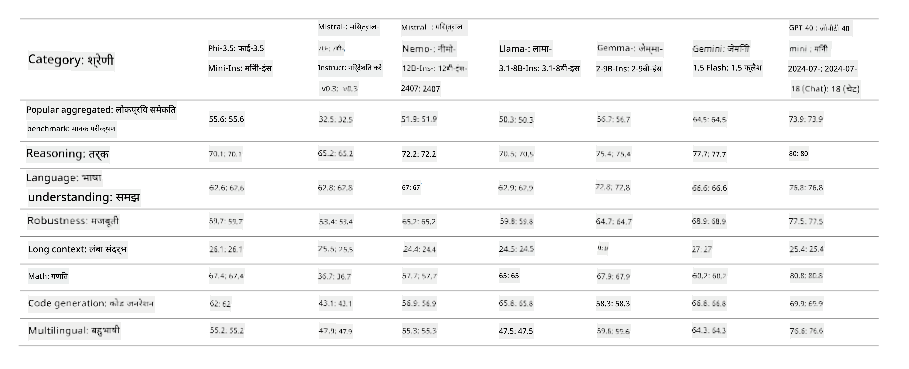 Category: श्रेणी
Phi-3.5: फाई-3.5
Mini-Ins: मिनी-इंस
Mistral-: मिस्ट्राल-
Instruct:
v0.3: v0.3
Mistral-: मिस्ट्राल-
Nemo-: नीमो-
12B-Ins-: 12बी-इंस-
2407: 2407
Llama-: लामा-
3.1-8B-Ins: 3.1-8बी-इंस
Gemma-: जेम्मा-
2-9B-Ins: 2-9बी-इंस
Gemini: जेमिनी
1.5 Flash: 1.5 फ्लैश
GPT 40: जीपीटी 40
mini: मिनी
2024-07-: 2024-07-
18 (Chat): 18 (चैट)
Popular aggregated: लोकप्रिय समेकित
benchmark: मानक परीक्षण
55.6: 55.6 32.5: 32.5 51.9: 51.9 50.3: 50.3 56.7: 56.7 64.5: 64.5 73.9: 73.9
Reasoning: तर्क 70.1: 70.1 65.2: 65.2 72.2: 72.2 70.5: 70.5 75.4: 75.4 77.7: 77.7 80: 80
Language: भाषा
understanding: समझ
62.6: 62.6 62.8: 62.8 67: 67 62.9: 62.9 72.8: 72.8 66.6: 66.6 76.8: 76.8
Robustness: मजबूती 59.7: 59.7 53.4: 53.4 65.2: 65.2 59.8: 59.8 64.7: 64.7 68.9: 68.9 77.5: 77.5
Long context: लंबा संदर्भ 26.1: 26.1 25.5: 25.5 24.4: 24.4 24.5: 24.5 27: 27 25.4: 25.4
Math: गणित 67.4: 67.4 36.7: 36.7 57.7: 57.7 65: 65 67.9: 67.9 60.2: 60.2 80.8: 80.8
Code generation: कोड जनरेशन 62: 62 43.1: 43.1 56.9: 56.9 65.8: 65.8 58.3: 58.3 66.8: 66.8 69.9: 69.9
Multilingual: बहुभाषी 55.2: 55.2 47.9: 47.9 55.3: 55.3 47.5: 47.5 59.6: 59.6 64.3: 64.3 76.6: 76.6